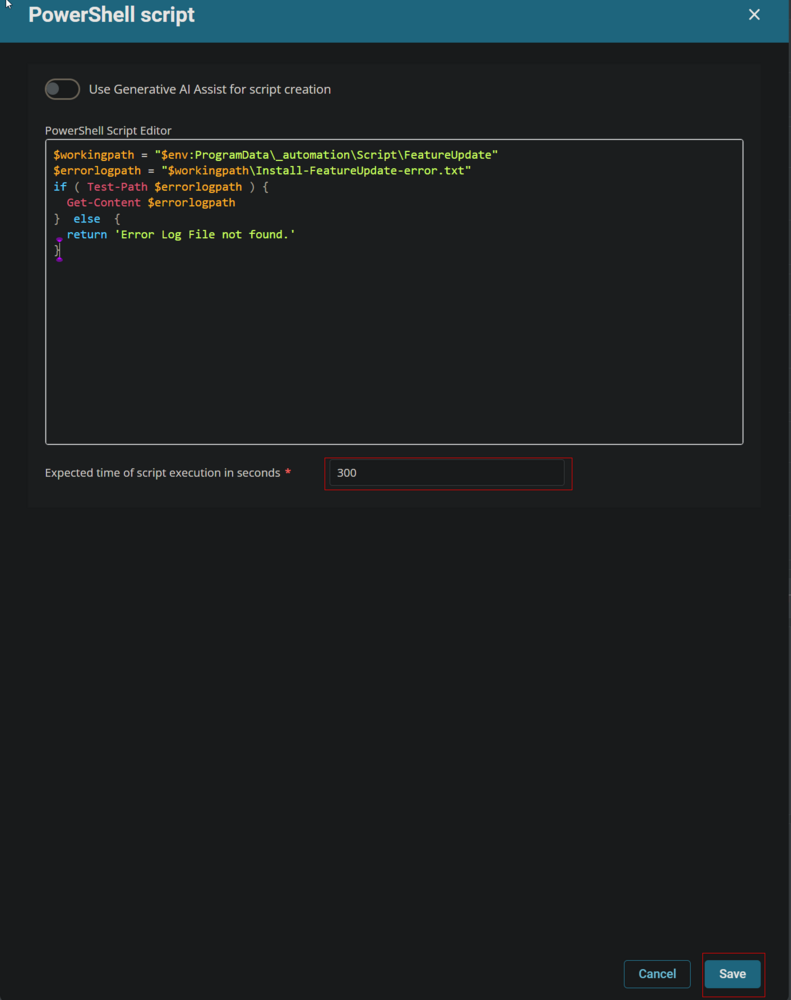 PowerShell script
Use Generative AI Assist for script creation
PowerShell Script Editor
$workingpath = "$env:ProgramData\_automation\Script\FeatureUpdate"
$errorlogpath = "$workingpath\Install-FeatureUpdate-error.txt"
if ( Test-Path $errorlogpath ) {
  Get-Content $errorlogpath
}  else  {
  return 'Error Log File not found.'
}
Expected time of script execution in seconds *
300
Cancel
Save